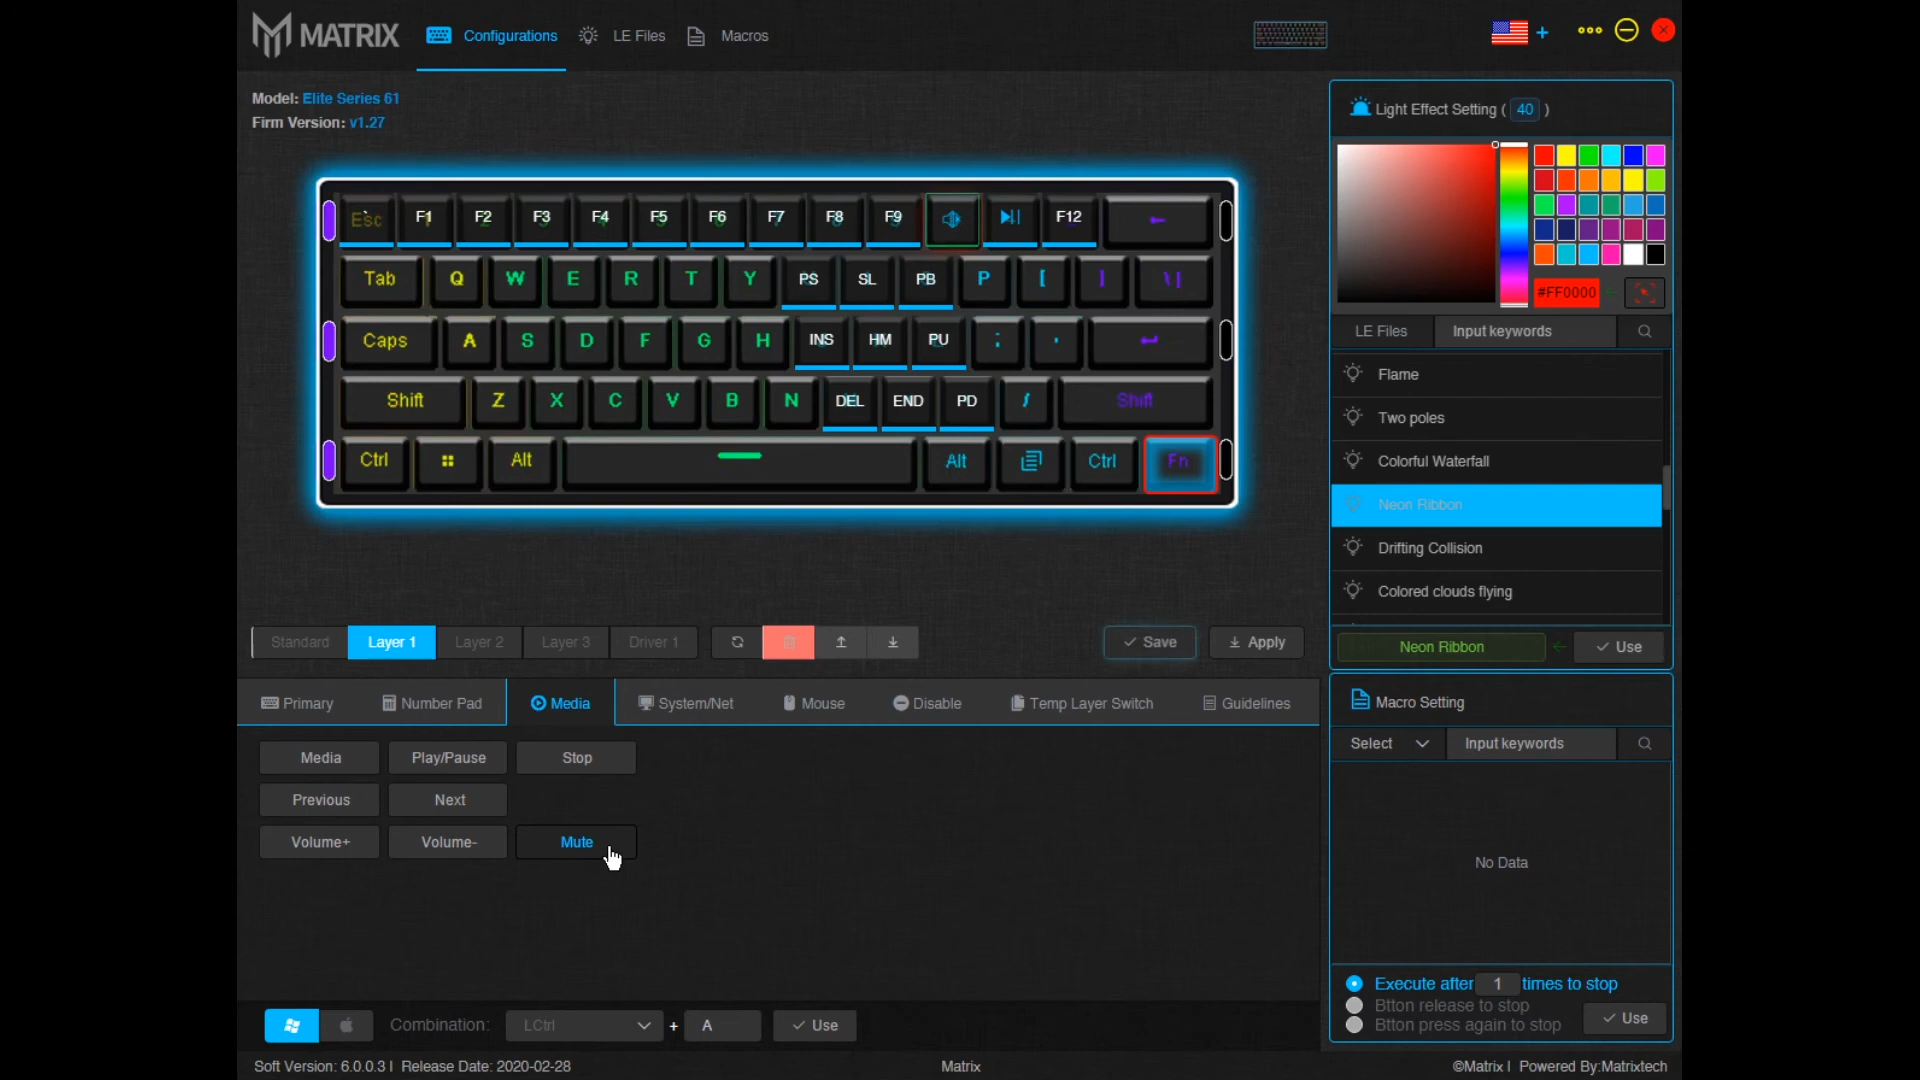 MATRIX
Configurations
LE Files
Macros
Model: Elite Series 61
Firm Version: v1.27
Light Effect Setting ( 40 )
Esc F1 F2 F3 F4 F5 F6 F7 F8 F9 F12
Tab Q W E R T Y PS SL PB P [ ] \ |
Caps A S D F G H INS HM PU ; '
Shift Z X C V B N DEL END PD / Shift
Ctrl Alt Alt Ctrl Fn
#FF0000
LE Files Input keywords
Flame
Two poles
Colorful Waterfall
Neon Ribbon
Drifting Collision
Colored clouds flying
Neon Ribbon Use
Standard Layer 1 Layer 2 Layer 3 Driver 1 Save Apply
Primary Number Pad Media System/Net Mouse Disable Temp Layer Switch Guidelines
Media Play/Pause Stop
Previous Next
Volume+ Volume- Mute
Macro Setting
Select Input keywords
No Data
Execute after 1 times to stop
Btton release to stop
Btton press again to stop
Use
Combination: LCtrl + A Use
Soft Version: 6.0.0.3 | Release Date: 2020-02-28
Matrix
©Matrix | Powered By:Matrixtech